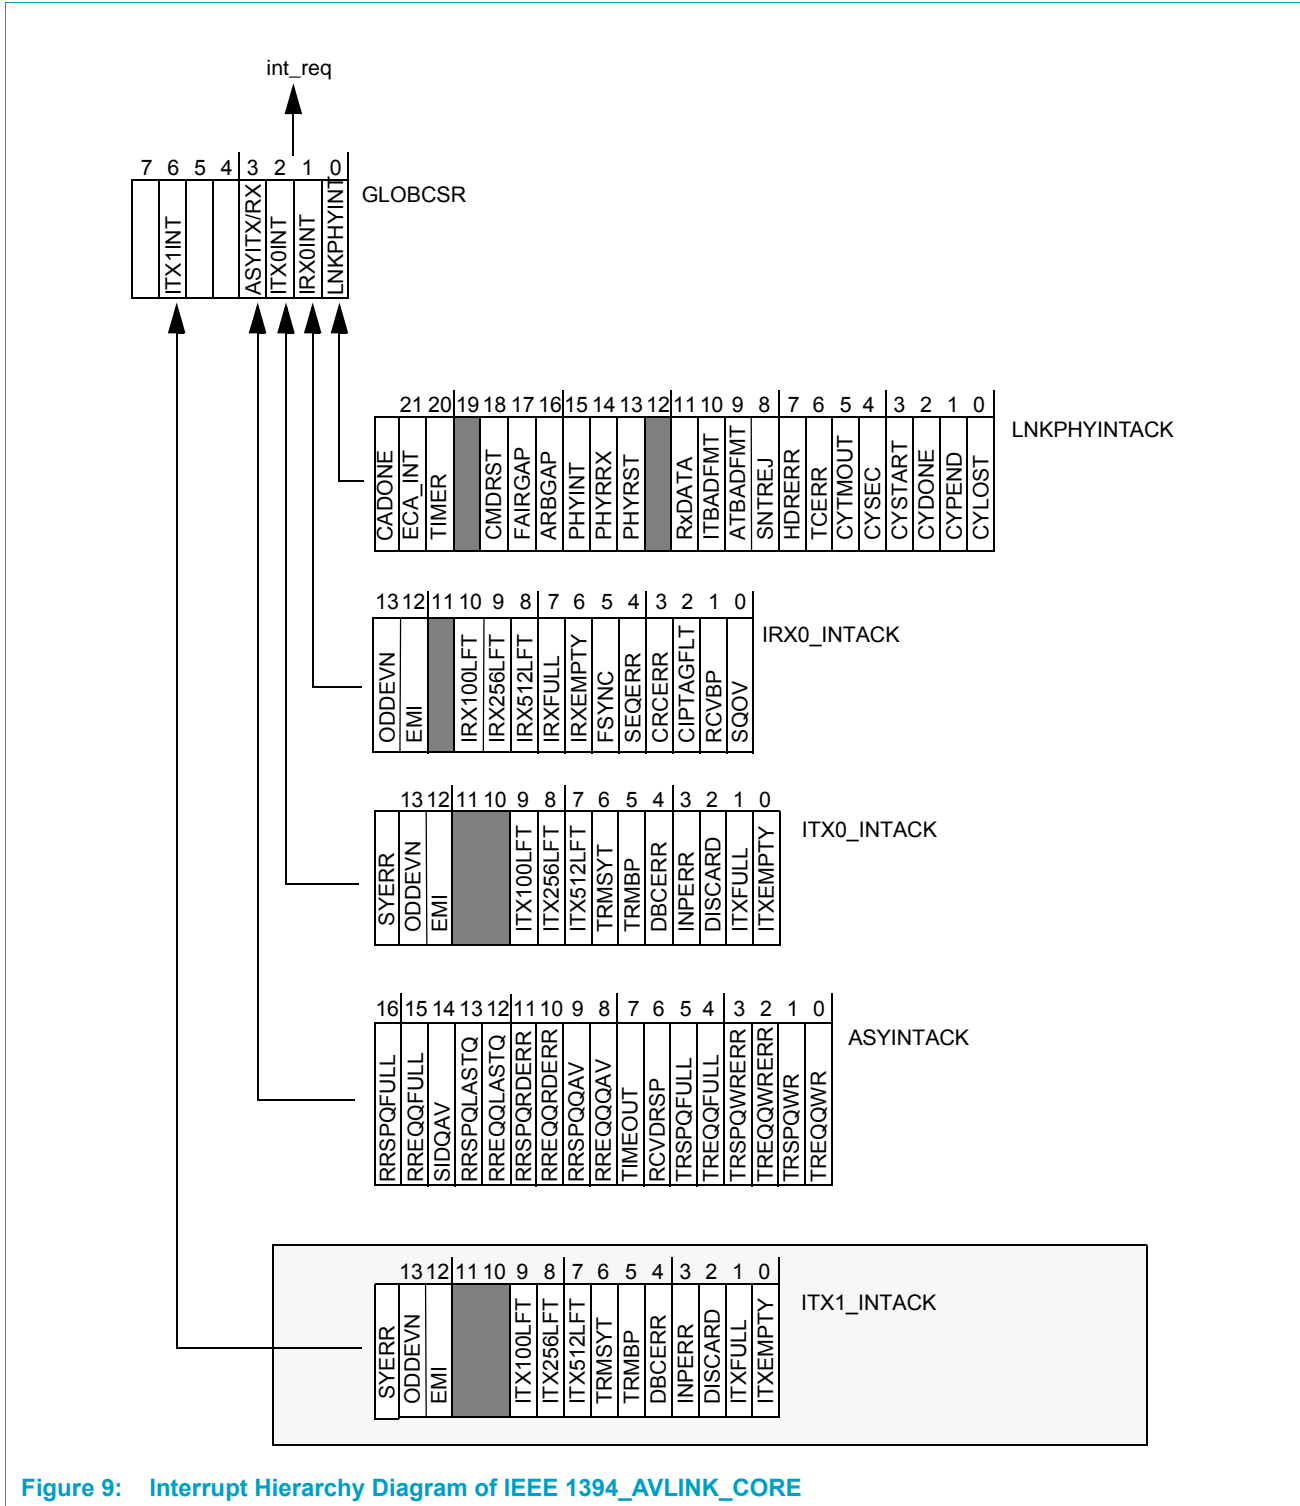 int_req
7 6 5 4 3 2 1 0
GLOBCSR
ITX1INT
ASYITX/RX
ITX0INT
IRX0INT
LNKPHYINT
21 20 19 18 17 16 15 14 13 12 11 10 9 8 7 6 5 4 3 2 1 0
LNKPHYINTACK
CADONE
ECA_INT
TIMER
CMDRST
FAIRGAP
ARBGAP
PHYINT
PHYRRX
PHYRST
RxDATA
ITBADFMT
ATBADFMT
SNTREJ
HDRERR
TCERR
CYTMOUT
CYSEC
CYSTART
CYDONE
CYPEND
CYLOST
13 12 11 10 9 8 7 6 5 4 3 2 1 0
IRX0_INTACK
ODDEVN
EMI
IRX100LFT
IRX256LFT
IRX512LFT
IRXFULL
IRXEMPTY
FSYNC
SEQERR
CRCERR
CIPTAGFLT
RCVBP
SQOV
13 12 11 10 9 8 7 6 5 4 3 2 1 0
ITX0_INTACK
SYERR
ODDEVN
EMI
ITX100LFT
ITX256LFT
ITX512LFT
TRMSYT
TRMBP
DBCERR
INPERR
DISCARD
ITXFULL
ITXEMPTY
16 15 14 13 12 11 10 9 8 7 6 5 4 3 2 1 0
ASYINTACK
RRSPQFULL
RREQQFULL
SIDQAV
RRSPQLASTQ
RREQQLASTQ
RRSPQRDERR
RREQQRDERR
RRSPQQAV
RREQQQAV
TIMEOUT
RCVDRSP
TRSPQFULL
TREQQFULL
TRSPQWRERR
TREQQWRERR
TRSPQWR
TREQQWR
13 12 11 10 9 8 7 6 5 4 3 2 1 0
ITX1_INTACK
SYERR
ODDEVN
EMI
ITX100LFT
ITX256LFT
ITX512LFT
TRMSYT
TRMBP
DBCERR
INPERR
DISCARD
ITXFULL
ITXEMPTY
Figure 9: Interrupt Hierarchy Diagram of IEEE 1394_AVLINK_CORE